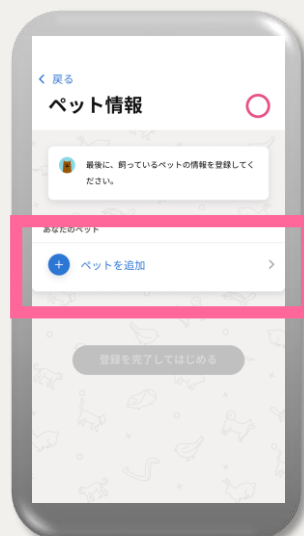 戻る
ペット情報
最後に、飼っているペットの情報を登録してく
ださい。
あなたのペット
ペットを追加
登録を完了してはじめる